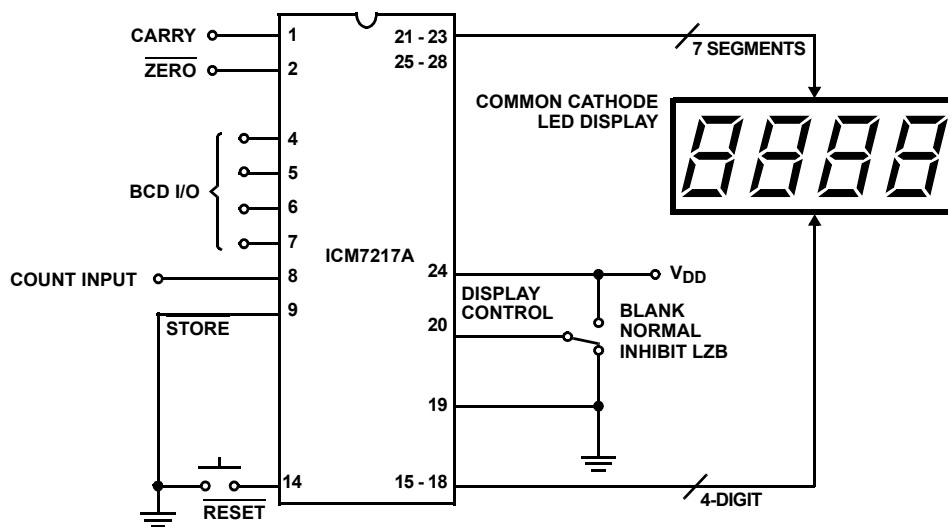 CARRY
1
21 - 23
7 SEGMENTS
ZERO
2
25 - 28
COMMON CATHODE
LED DISPLAY
8888
BCD I/O
4
5
6
7
ICM7217A
COUNT INPUT
8
24
VDD
STORE
9
DISPLAY
CONTROL
20
BLANK
NORMAL
INHIBIT LZB
19
RESET
14
15 - 18
4-DIGIT